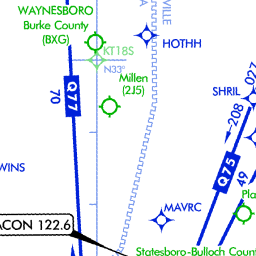 WAYNESBORO
Burke County
(BXG)
VILLE
HOTHH
KT18S
N33°
Millen
(2J5)
027
SHRIL
208
Q77
70
Q75
49
WINS
Pla
MAVRC
ACON 122.6
Statesboro-Bulloch Count